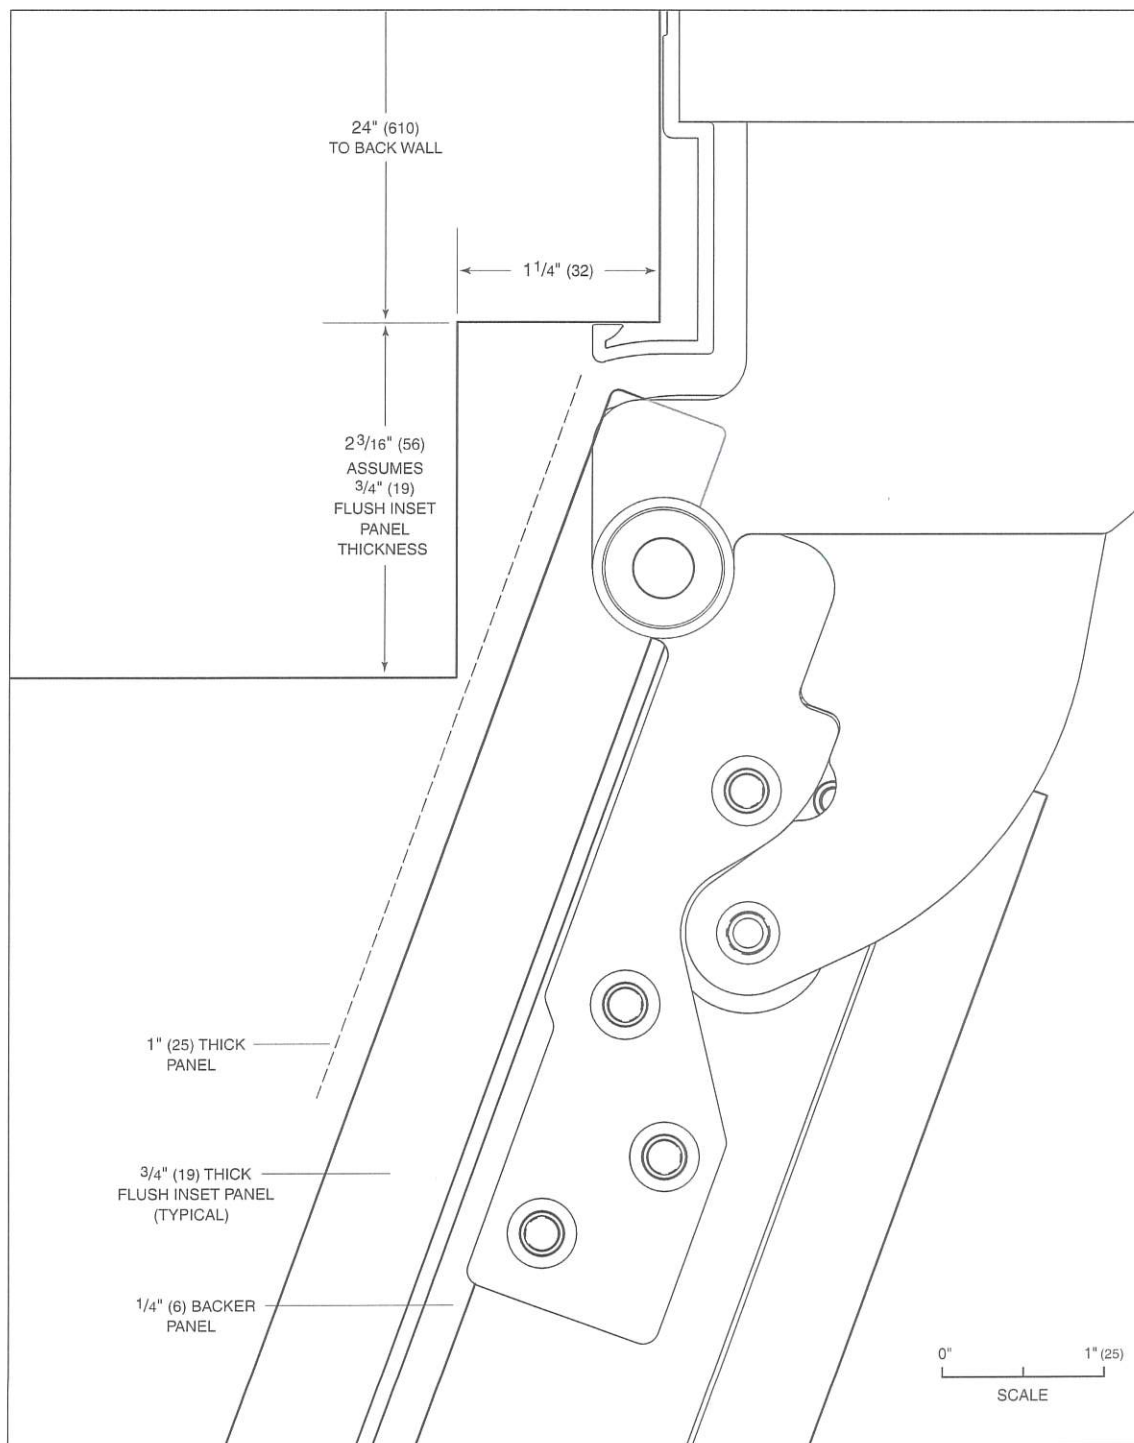 24" (610)
TO BACK WALL
1 1/4" (32)
2 3/16" (56)
ASSUMES
3/4" (19)
FLUSH INSET
PANEL
THICKNESS
1" (25) THICK
PANEL
3/4" (19) THICK
FLUSH INSET PANEL
(TYPICAL)
1/4" (6) BACKER
PANEL
0" 1" (25)
SCALE